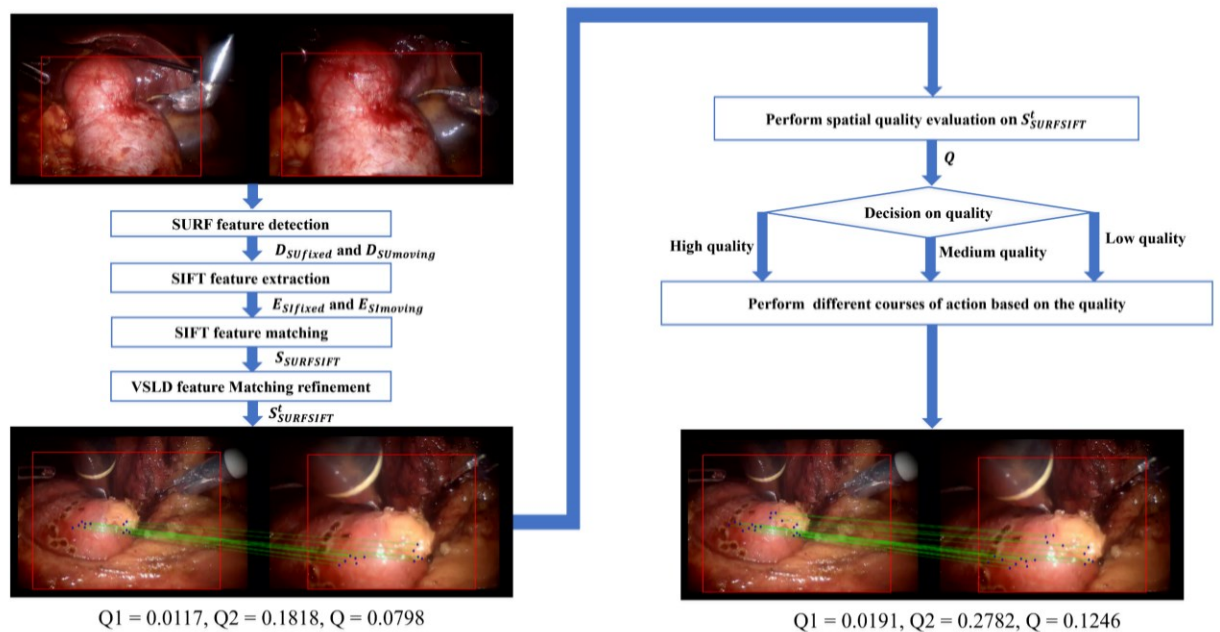 SURF feature detection
D_SUfixed and D_SUmoving
SIFT feature extraction
E_SIfixed and E_SImoving
SIFT feature matching
S_SURFSIFT
VSLD feature Matching refinement
S^t_SURFSIFT
Q1 = 0.0117, Q2 = 0.1818, Q = 0.0798
Perform spatial quality evaluation on S^t_SURFSIFT
Q
Decision on quality
High quality
Medium quality
Low quality
Perform different courses of action based on the quality
Q1 = 0.0191, Q2 = 0.2782, Q = 0.1246